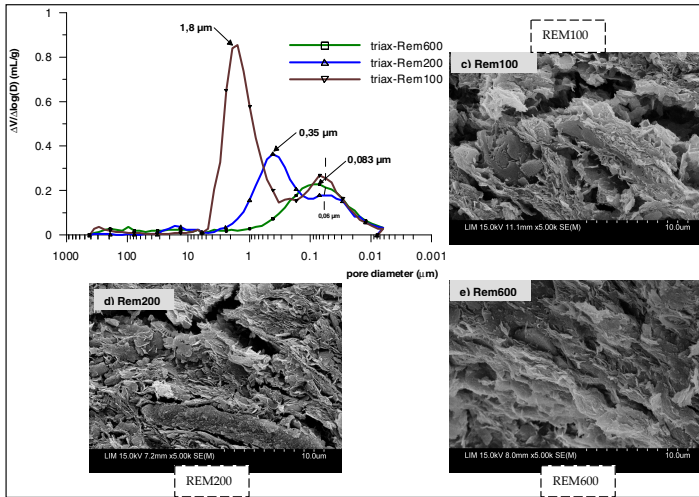 1
0.8
0.6
0.4
0.2
0
ΔV/Δlog(D) (mL/g)
1,8 µm
0,35 µm
0,083 µm
0,06 µm
triax-Rem600
triax-Rem200
triax-Rem100
1000 100 10 1 0.1 0.01 0.001
pore diameter (µm)
REM100
c) Rem100
LIM 15.0kV 11.1mm x5.00k SE(M) 10.0um
d) Rem200
LIM 15.0kV 7.2mm x5.00k SE(M) 10.0um
REM200
e) Rem600
LIM 15.0kV 8.0mm x5.00k SE(M) 10.0um
REM600